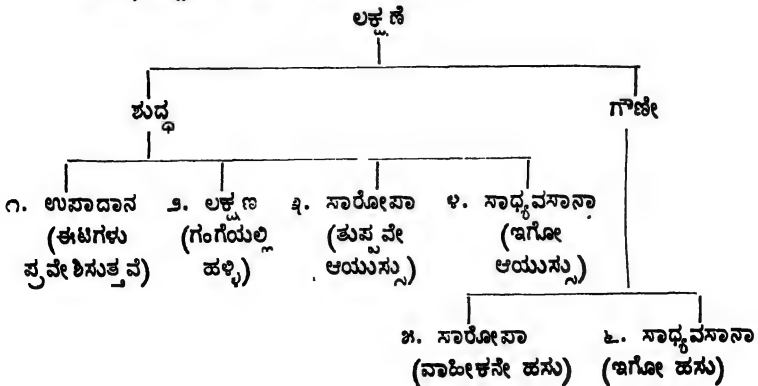 ಲಕ್ಷಣೆ
ಶುದ್ಧ ಗೌಣೀ
೧. ಉಪಾದಾನ ೨. ಲಕ್ಷಣ ೩. ಸಾರೋಪಾ ೪. ಸಾಧ್ಯವಸಾನಾ
(ಈಟಿಗಳು (ಗಂಗೆಯಲ್ಲಿ (ತುಪ್ಪವೇ (ಇಗೋ
ಪ್ರವೇಶಿಸುತ್ತವೆ) ಹಳ್ಳಿ) ಆಯುಸ್ಸು) ಆಯುಸ್ಸು)
೫. ಸಾರೋಪಾ ೬. ಸಾಧ್ಯವಸಾನಾ
(ವಾಹೀಕನೇ ಹಸು) (ಇಗೋ ಹಸು)